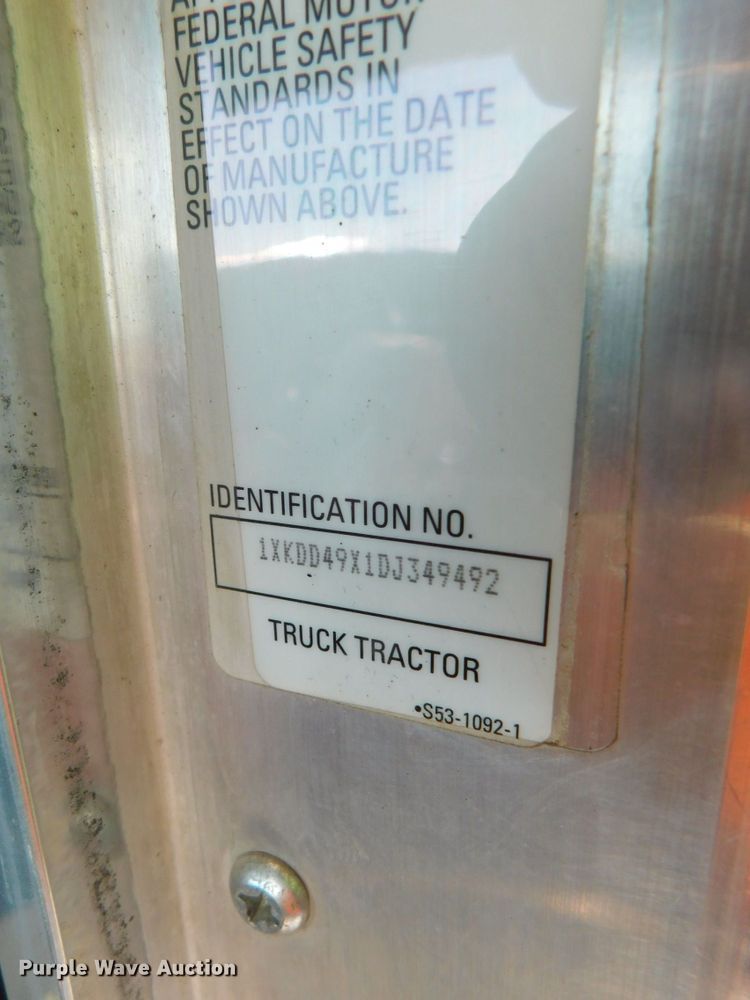 FEDERAL MOTOR
VEHICLE SAFETY
STANDARDS IN
EFFECT ON THE DATE
OF MANUFACTURE
SHOWN ABOVE.
IDENTIFICATION NO.
1XKDD49X1DJ349492
TRUCK TRACTOR
•S53-1092-1
Purple Wave Auction